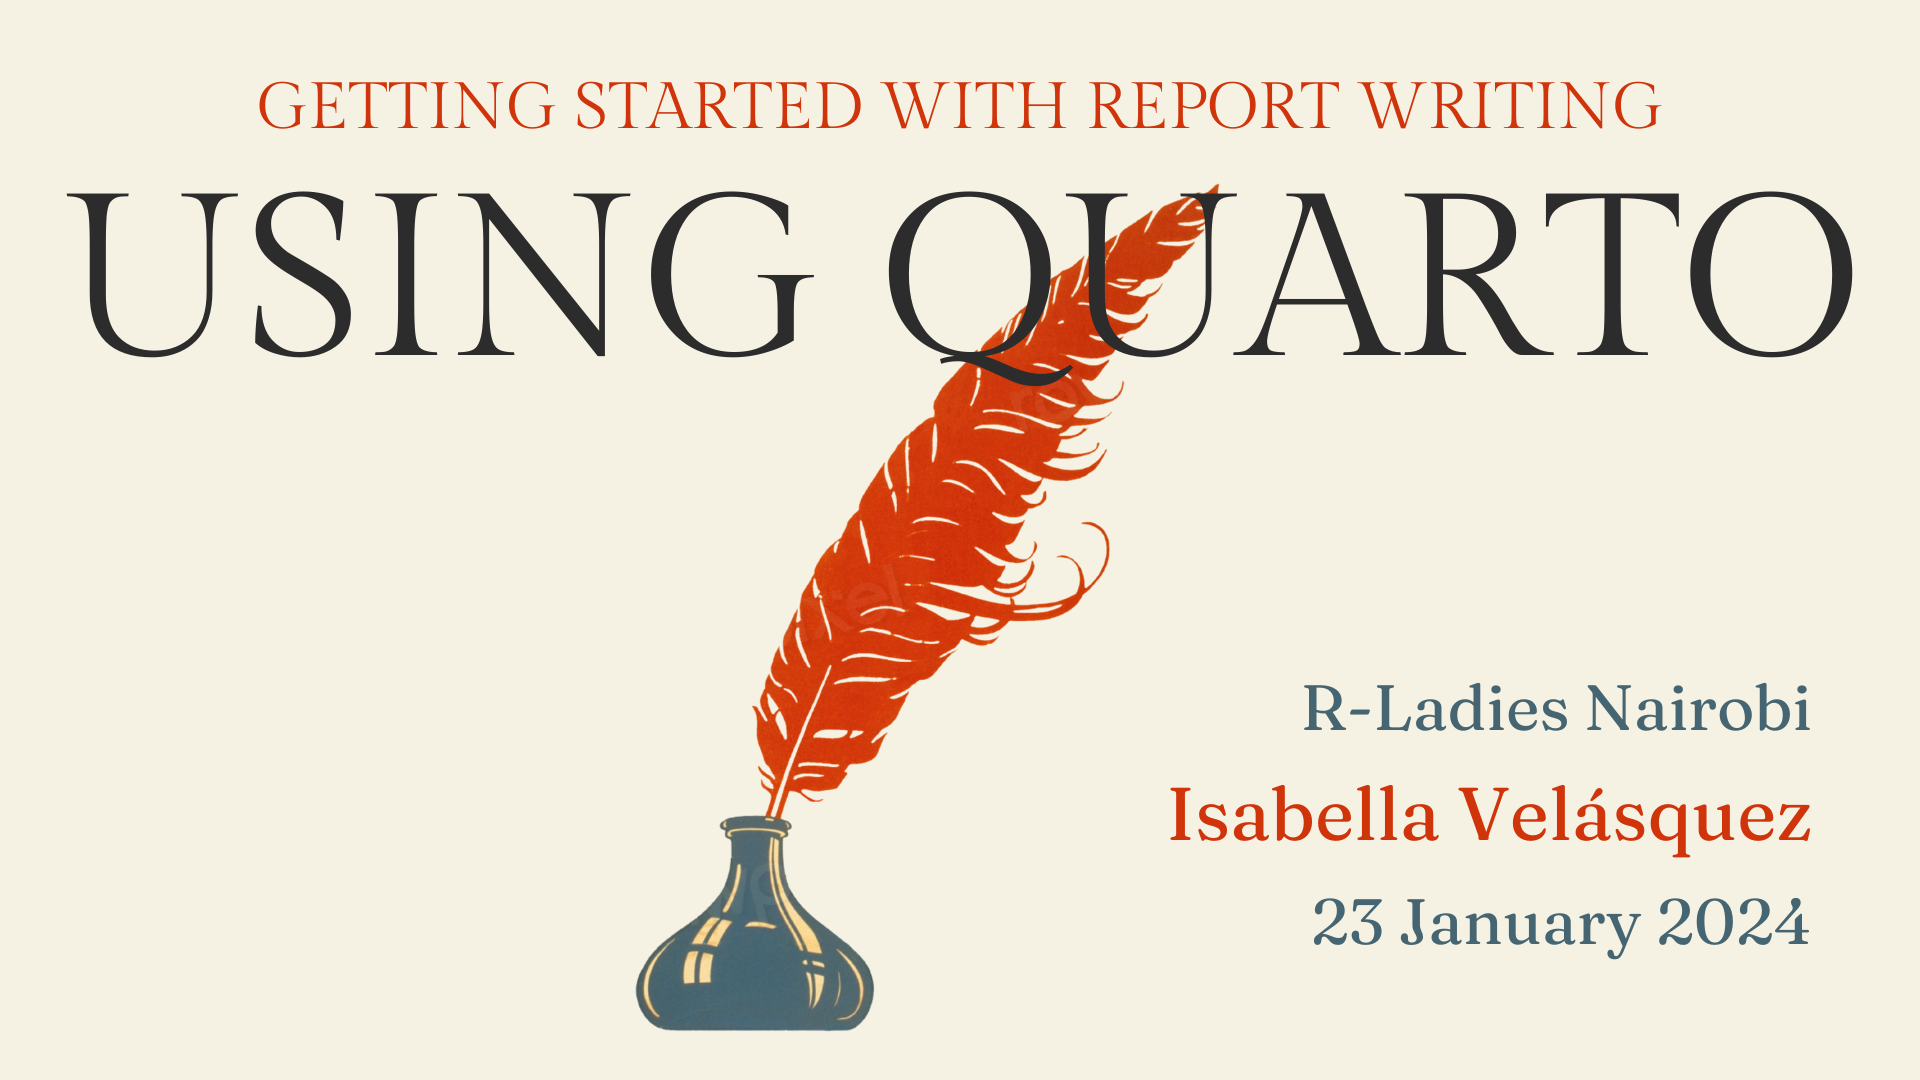 GETTING STARTED WITH REPORT WRITING
USING QUARTO
R-Ladies Nairobi
Isabella Velásquez
23 January 2024